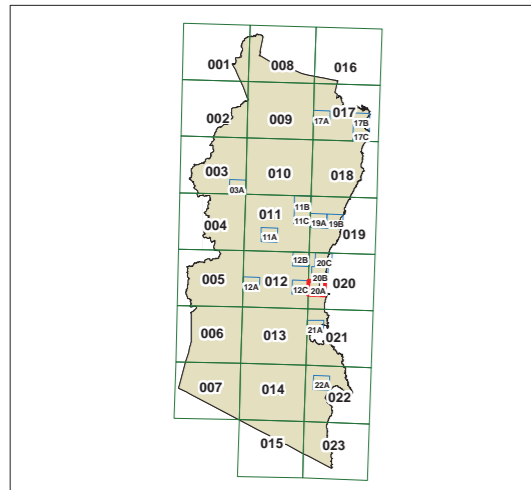 001 008 016
002 009 17A 017
17B
17C
003 010 018
03A
004 011 11B
11C 19A 19B 019
11A
12B 20C
005 12A 012 12C 20B 020
20A
006 013 21A 021
007 014 22A 022
015 023